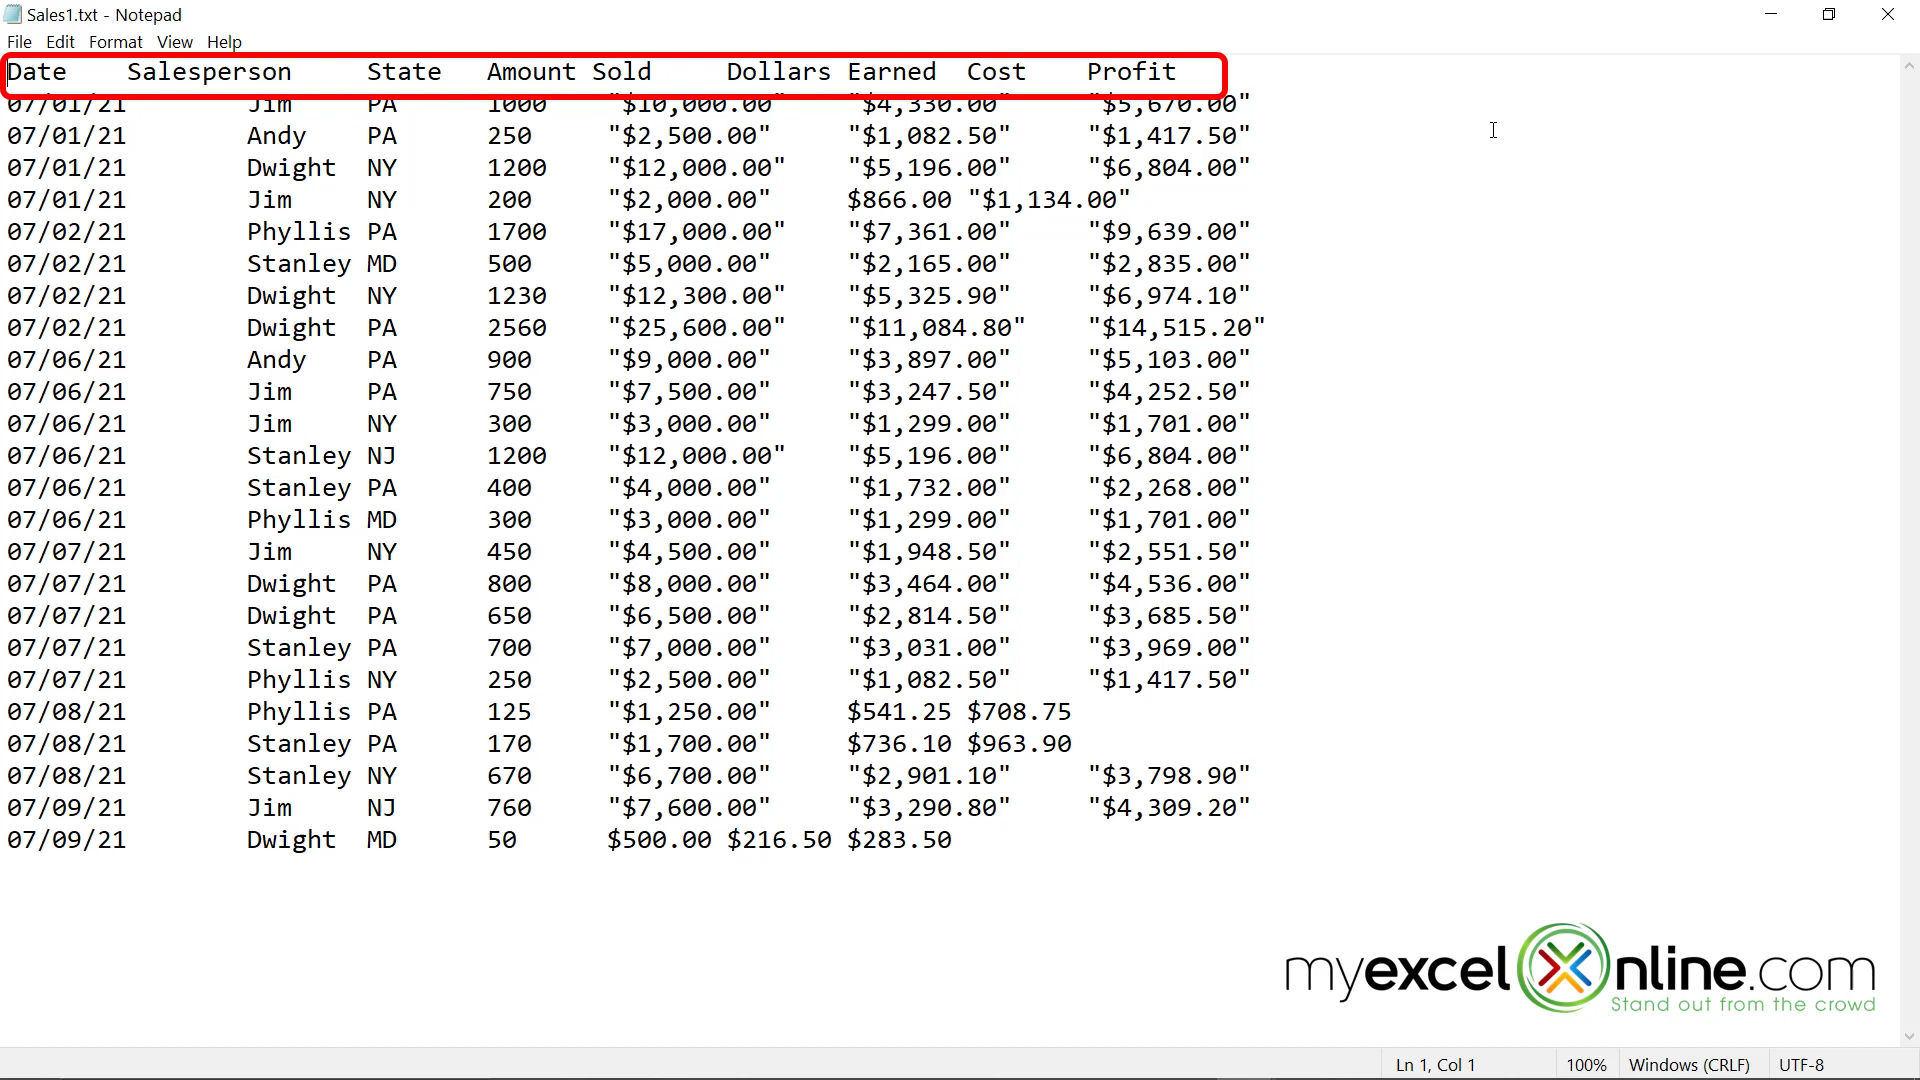 Sales1.txt - Notepad
File Edit Format View Help
Date Salesperson State Amount Sold Dollars Earned Cost Profit
07/01/21 Jim PA 1000 "$10,000.00" "$4,330.00" "$5,670.00"
07/01/21 Andy PA 250 "$2,500.00" "$1,082.50" "$1,417.50"
07/01/21 Dwight NY 1200 "$12,000.00" "$5,196.00" "$6,804.00"
07/01/21 Jim NY 200 "$2,000.00" $866.00 "$1,134.00"
07/02/21 Phyllis PA 1700 "$17,000.00" "$7,361.00" "$9,639.00"
07/02/21 Stanley MD 500 "$5,000.00" "$2,165.00" "$2,835.00"
07/02/21 Dwight NY 1230 "$12,300.00" "$5,325.90" "$6,974.10"
07/02/21 Dwight PA 2560 "$25,600.00" "$11,084.80" "$14,515.20"
07/06/21 Andy PA 900 "$9,000.00" "$3,897.00" "$5,103.00"
07/06/21 Jim PA 750 "$7,500.00" "$3,247.50" "$4,252.50"
07/06/21 Jim NY 300 "$3,000.00" "$1,299.00" "$1,701.00"
07/06/21 Stanley NJ 1200 "$12,000.00" "$5,196.00" "$6,804.00"
07/06/21 Stanley PA 400 "$4,000.00" "$1,732.00" "$2,268.00"
07/06/21 Phyllis MD 300 "$3,000.00" "$1,299.00" "$1,701.00"
07/07/21 Jim NY 450 "$4,500.00" "$1,948.50" "$2,551.50"
07/07/21 Dwight PA 800 "$8,000.00" "$3,464.00" "$4,536.00"
07/07/21 Dwight PA 650 "$6,500.00" "$2,814.50" "$3,685.50"
07/07/21 Stanley PA 700 "$7,000.00" "$3,031.00" "$3,969.00"
07/07/21 Phyllis NY 250 "$2,500.00" "$1,082.50" "$1,417.50"
07/08/21 Phyllis PA 125 "$1,250.00" $541.25 $708.75
07/08/21 Stanley PA 170 "$1,700.00" $736.10 $963.90
07/08/21 Stanley NY 670 "$6,700.00" "$2,901.10" "$3,798.90"
07/09/21 Jim NJ 760 "$7,600.00" "$3,290.80" "$4,309.20"
07/09/21 Dwight MD 50 $500.00 $216.50 $283.50
myexcelOnline.com
Stand out from the crowd
Ln 1, Col 1 100% Windows (CRLF) UTF-8